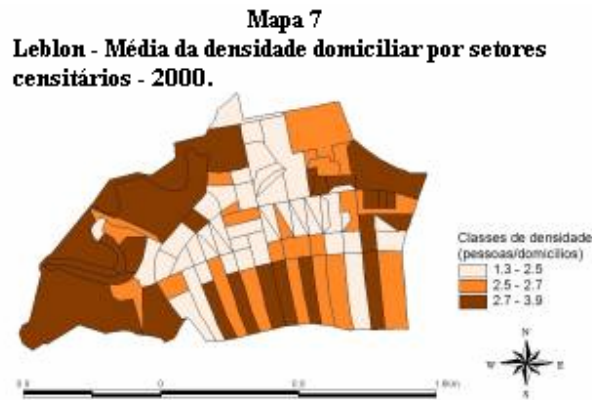 Mapa 7
Leblon - Média da densidade domiciliar por setores
censitários - 2000.
Classes de densidade
(pessoas/domicílios)
1.3 - 2.5
2.5 - 2.7
2.7 - 3.9
N
W E
S
0